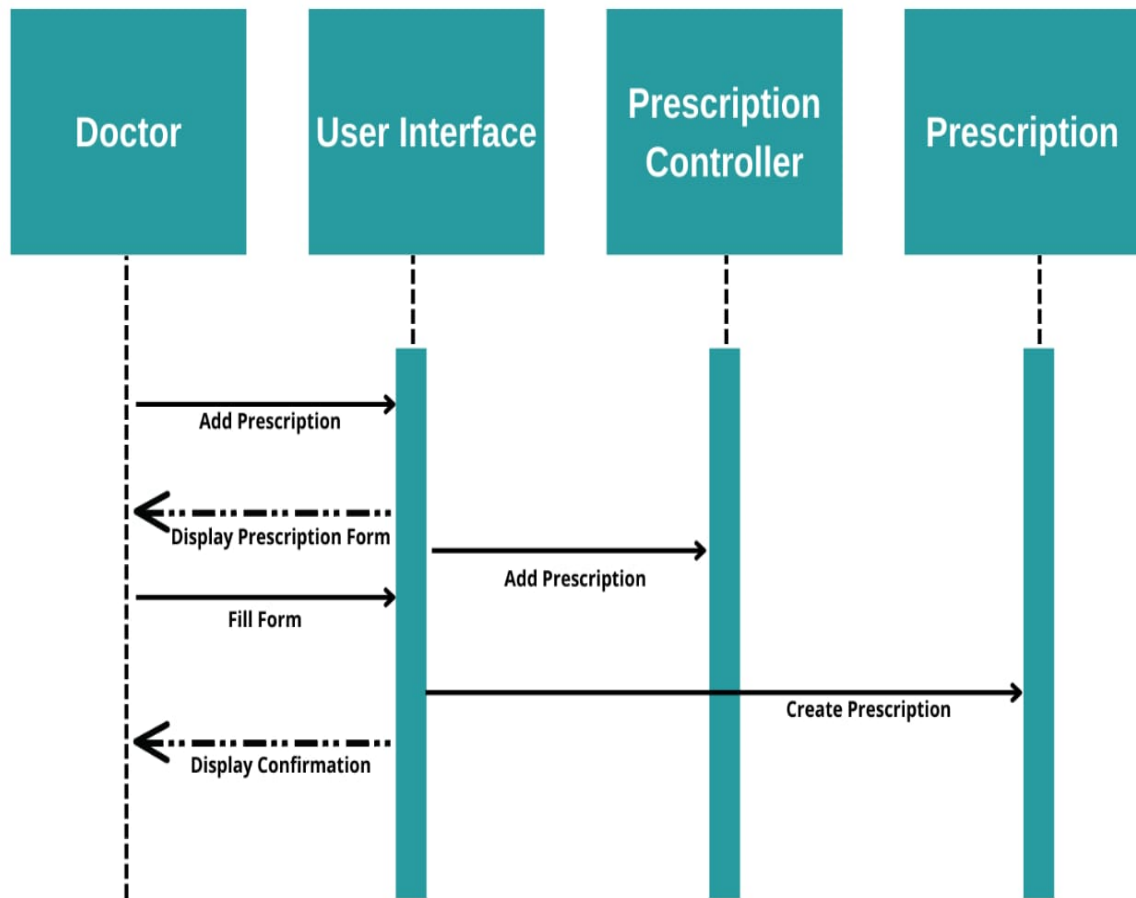 Doctor
User Interface
Prescription
Controller
Prescription
Add Prescription
Display Prescription Form
Add Prescription
Fill Form
Create Prescription
Display Confirmation